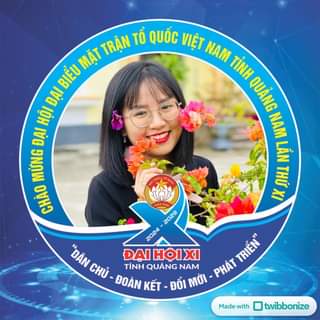 CHÀO MỪNG ĐẠI HỘI ĐẠI BIỂU MẶT TRẬN TỔ QUỐC VIỆT NAM TỈNH QUẢNG NAM LẦN THỨ XI
2024 - 2029
ĐẠI HỘI XI
TỈNH QUẢNG NAM
"DÂN CHỦ - ĐOÀN KẾT - ĐỔI MỚI - PHÁT TRIỂN"
Made with twibbonize